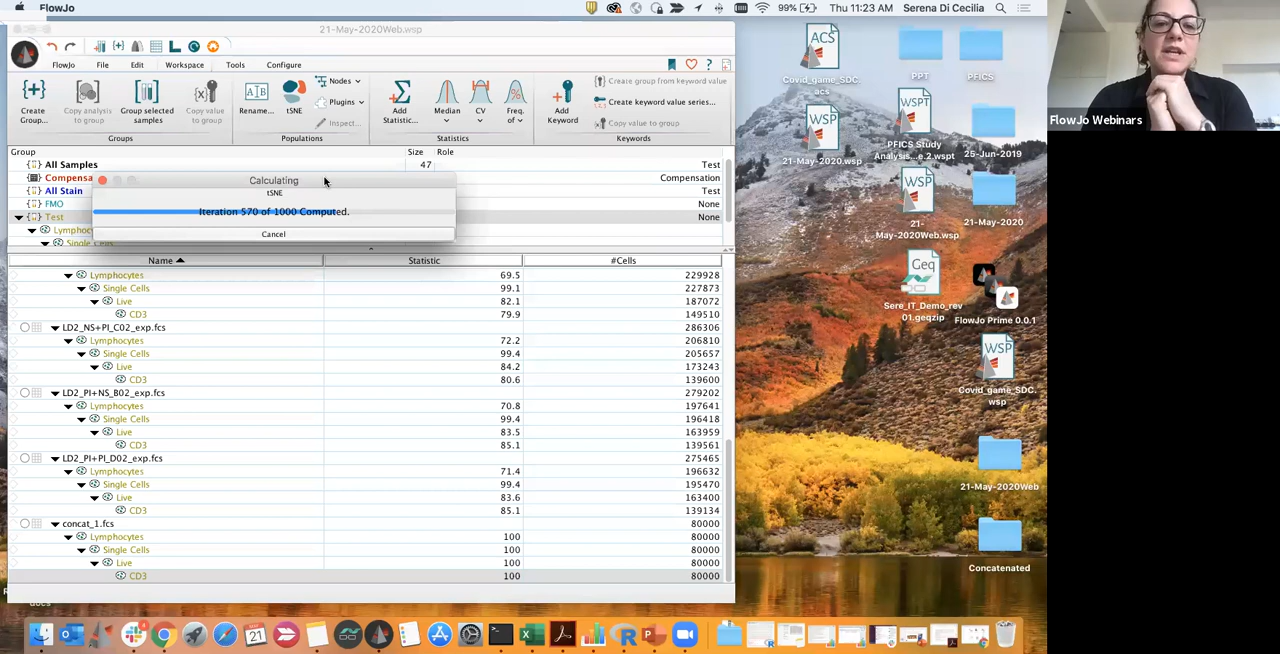 FlowJo
99%
Thu 11:23 AM
Serena Di Cecilia
21-May-2020Web.wsp
FlowJo
File
Edit
Workspace
Tools
Configure
Create
Group...
Copy analysis
to group
Group selected
samples
Copy value
to group
Groups
Rename...
tSNE
Nodes
Plugins
Inspect...
Populations
Add
Statistic...
Median
CV
Freq.
of
Statistics
Add
Keyword
Create group from keyword value
Create keyword value series...
Copy value to group
Keywords
Group
Size
Role
All Samples
47
Test
Compensa
Compensation
All Stain
Test
FMO
None
Test
None
Lymphoc
Single Cells
Calculating
tSNE
Iteration 570 of 1000 Computed.
Cancel
Name
Statistic
#Cells
Lymphocytes 69.5 229928
Single Cells 99.1 227873
Live 82.1 187072
CD3 79.9 149510
LD2_NS+PI_C02_exp.fcs 286306
Lymphocytes 72.2 206810
Single Cells 99.4 205657
Live 84.2 173243
CD3 80.6 139600
LD2_PI+NS_B02_exp.fcs 279202
Lymphocytes 70.8 197641
Single Cells 99.4 196418
Live 83.5 163959
CD3 85.1 139561
LD2_PI+PI_D02_exp.fcs 275465
Lymphocytes 71.4 196632
Single Cells 99.4 195470
Live 83.6 163400
CD3 85.1 139134
concat_1.fcs 80000
Lymphocytes 100 80000
Single Cells 100 80000
Live 100 80000
CD3 100 80000
docs
ACS
Covid_game_SDC.
acs
PPT
PFICS
WSP
21-May-2020.wsp
WSPT
PFICS Study
Analysis...e.2.wspt
25-Jun-2019
WSP
21-
May-2020Web.wsp
21-May-2020
Geq
Sere_IT_Demo_rev
01.geqzip
FlowJo Prime 0.0.1
WSP
Covid_game_SDC.
wsp
21-May-2020Web
Concatenated
FlowJo Webinars
21